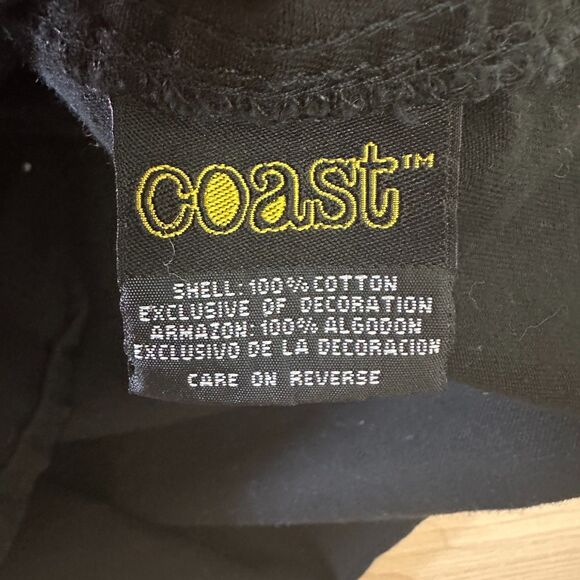 coast™
SHELL: 100% COTTON
EXCLUSIVE OF DECORATION
ARMAZON: 100% ALGODON
EXCLUSIVO DE LA DECORACION
CARE ON REVERSE